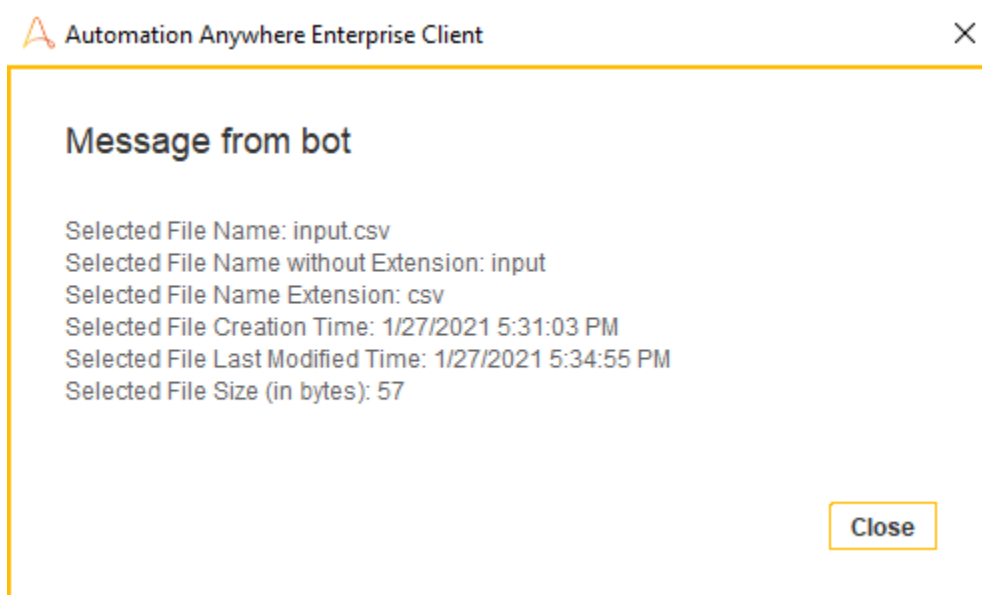 Automation Anywhere Enterprise Client
Message from bot
Selected File Name: input.csv
Selected File Name without Extension: input
Selected File Name Extension: csv
Selected File Creation Time: 1/27/2021 5:31:03 PM
Selected File Last Modified Time: 1/27/2021 5:34:55 PM
Selected File Size (in bytes): 57
Close